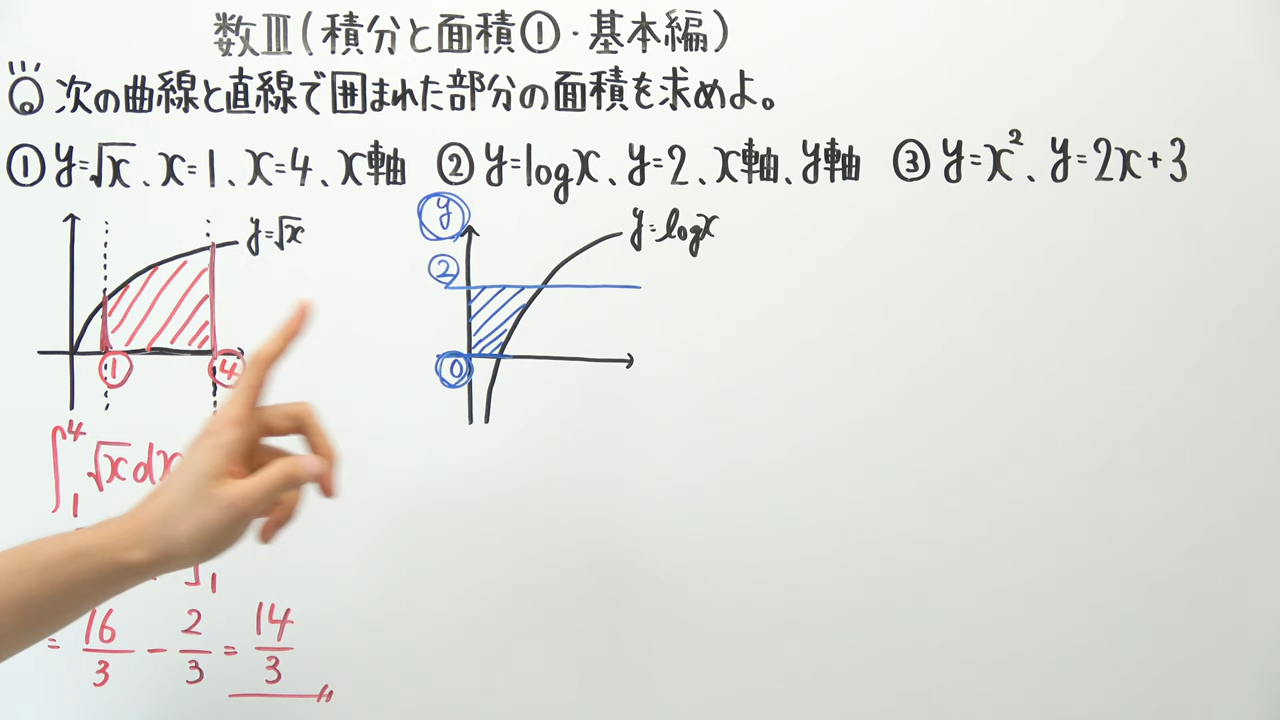 数Ⅲ(積分と面積①・基本編)
次の曲線と直線で囲まれた部分の面積を求めよ。
① y=√x、x=1、x=4、x軸 ② y=logx、y=2、x軸、y軸 ③ y=x²、y=2x+3
y=√x
1
4
∫₁⁴ √x dx
]₁
= 16/3 - 2/3 = 14/3
y
2
0
y=logx